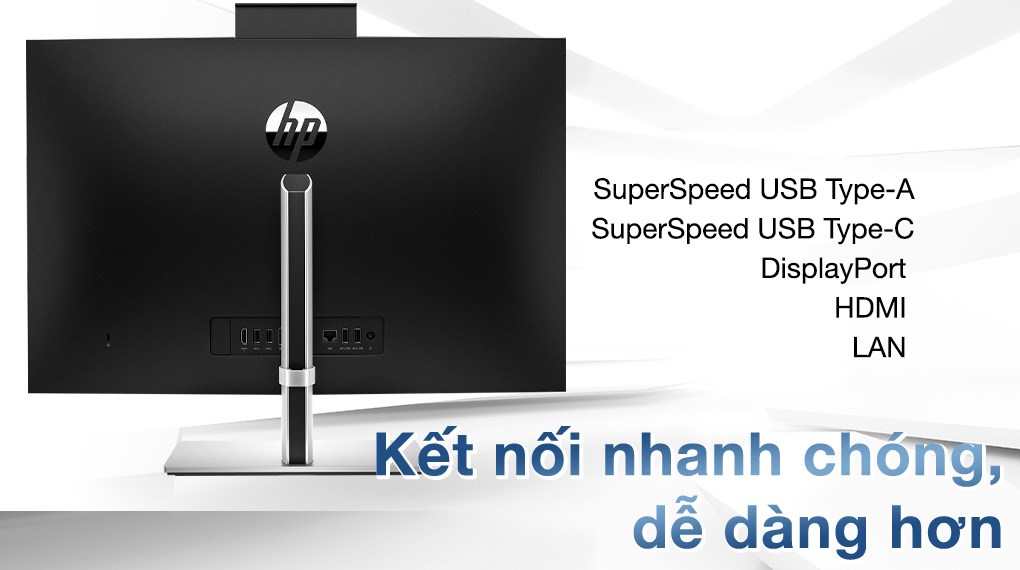 hp
SuperSpeed USB Type-A
SuperSpeed USB Type-C
DisplayPort
HDMI
LAN
Kết nối nhanh chóng,
dễ dàng hơn